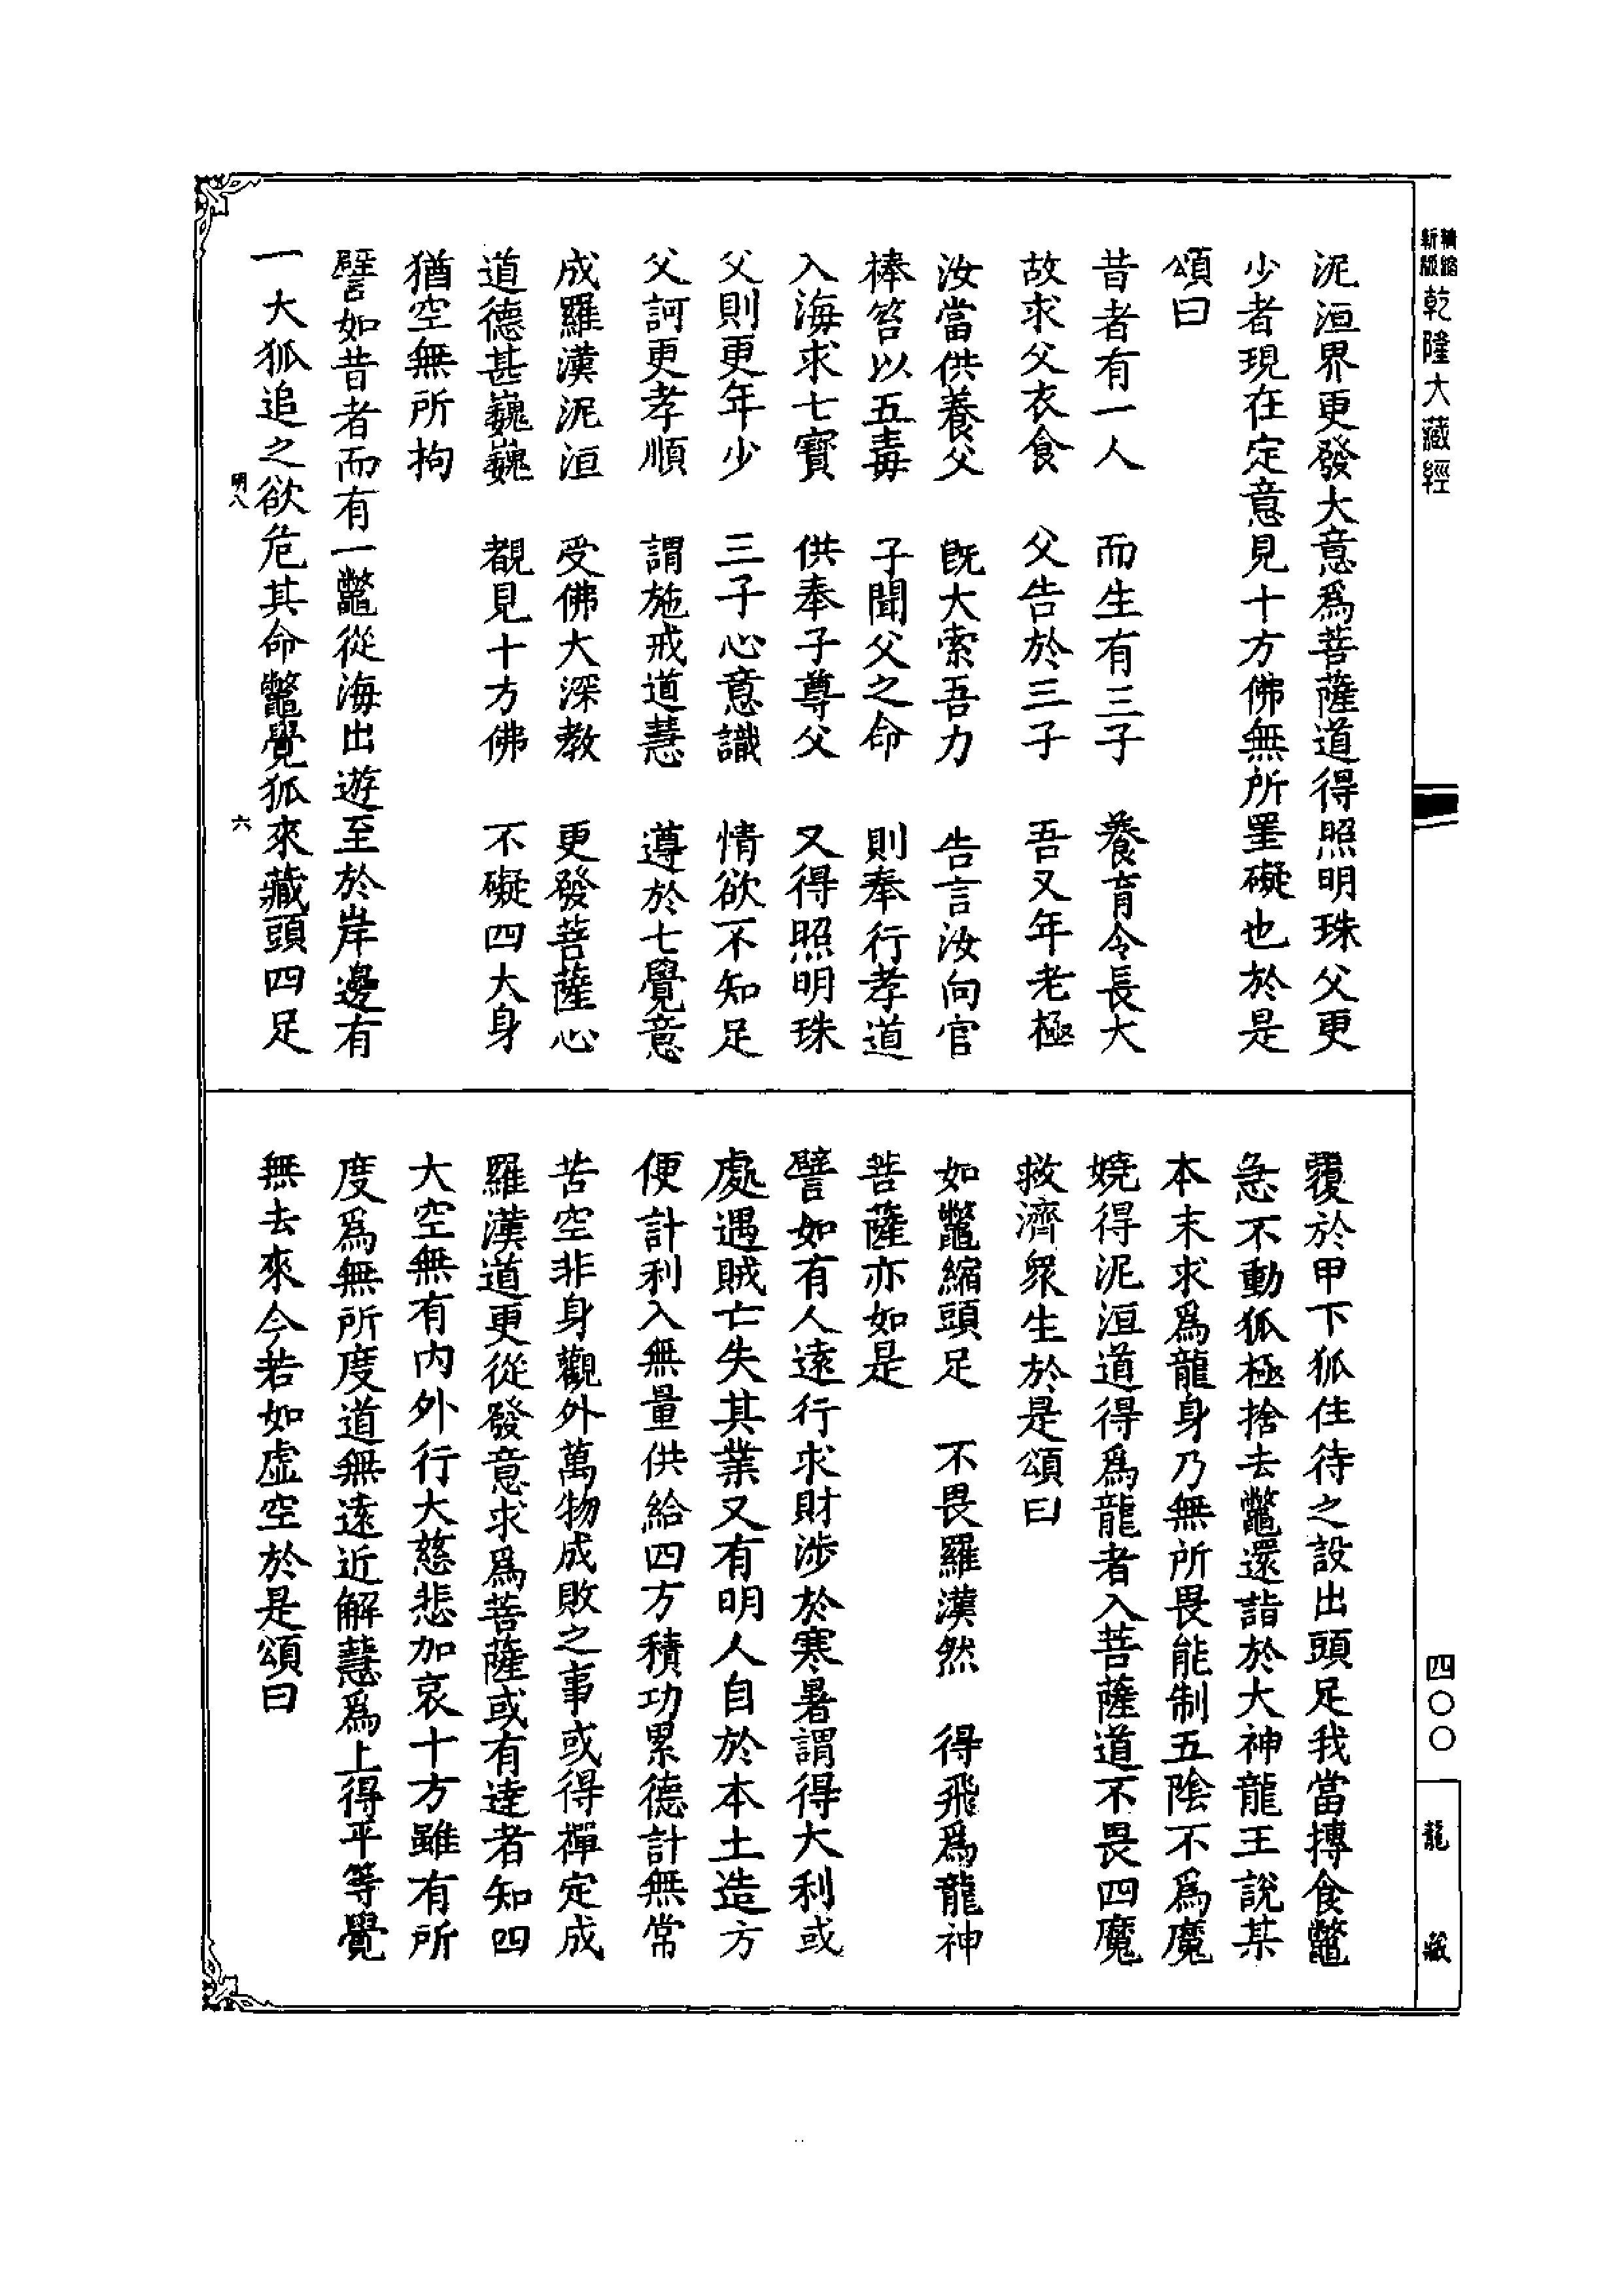 精縮
新版
乾隆大藏經
泥洹界更發大意爲菩薩道得照明珠父更
少者現在定意見十方佛無所罣礙也於是
頌曰
昔者有一人　而生有三子　養育令長大
故求父衣食　父告於三子　吾又年老極
汝當供養父　旣大索吾力　告言汝向官
棒笞以五毒　子聞父之命　則奉行孝道
入海求七寶　供奉子尊父　又得照明珠
父則更年少　三子心意識　情欲不知足
父訶更孝順　謂施戒道慧　遵於七覺意
成羅漢泥洹　受佛大深教　更發菩薩心
道德甚巍巍　覩見十方佛　不礙四大身
猶空無所拘
譬如昔者而有一鼈從海出遊至於岸邊有
一大狐追之欲危其命鼈覺狐來藏頭四足
明八
六
覆於甲下狐住待之設出頭足我當搏食鼈
急不動狐極捨去鼈還詣於大神龍王說某
本末求爲龍身乃無所畏能制五陰不爲魔
嬈得泥洹道得爲龍者入菩薩道不畏四魔
救濟眾生於是頌曰
如鼈縮頭足　不畏羅漢然　得飛爲龍神
菩薩亦如是
譬如有人遠行求財涉於寒暑謂得大利或
處遇賊亡失其業又有明人自於本土造方
便計利入無量供給四方積功累德計無常
苦空非身觀外萬物成敗之事或得禪定成
羅漢道更從發意求爲菩薩或有達者知四
大空無有内外行大慈悲加哀十方雖有所
度爲無所度道無遠近解慧爲上得平等覺
無去來今若如虛空於是頌曰
四〇〇
龍藏